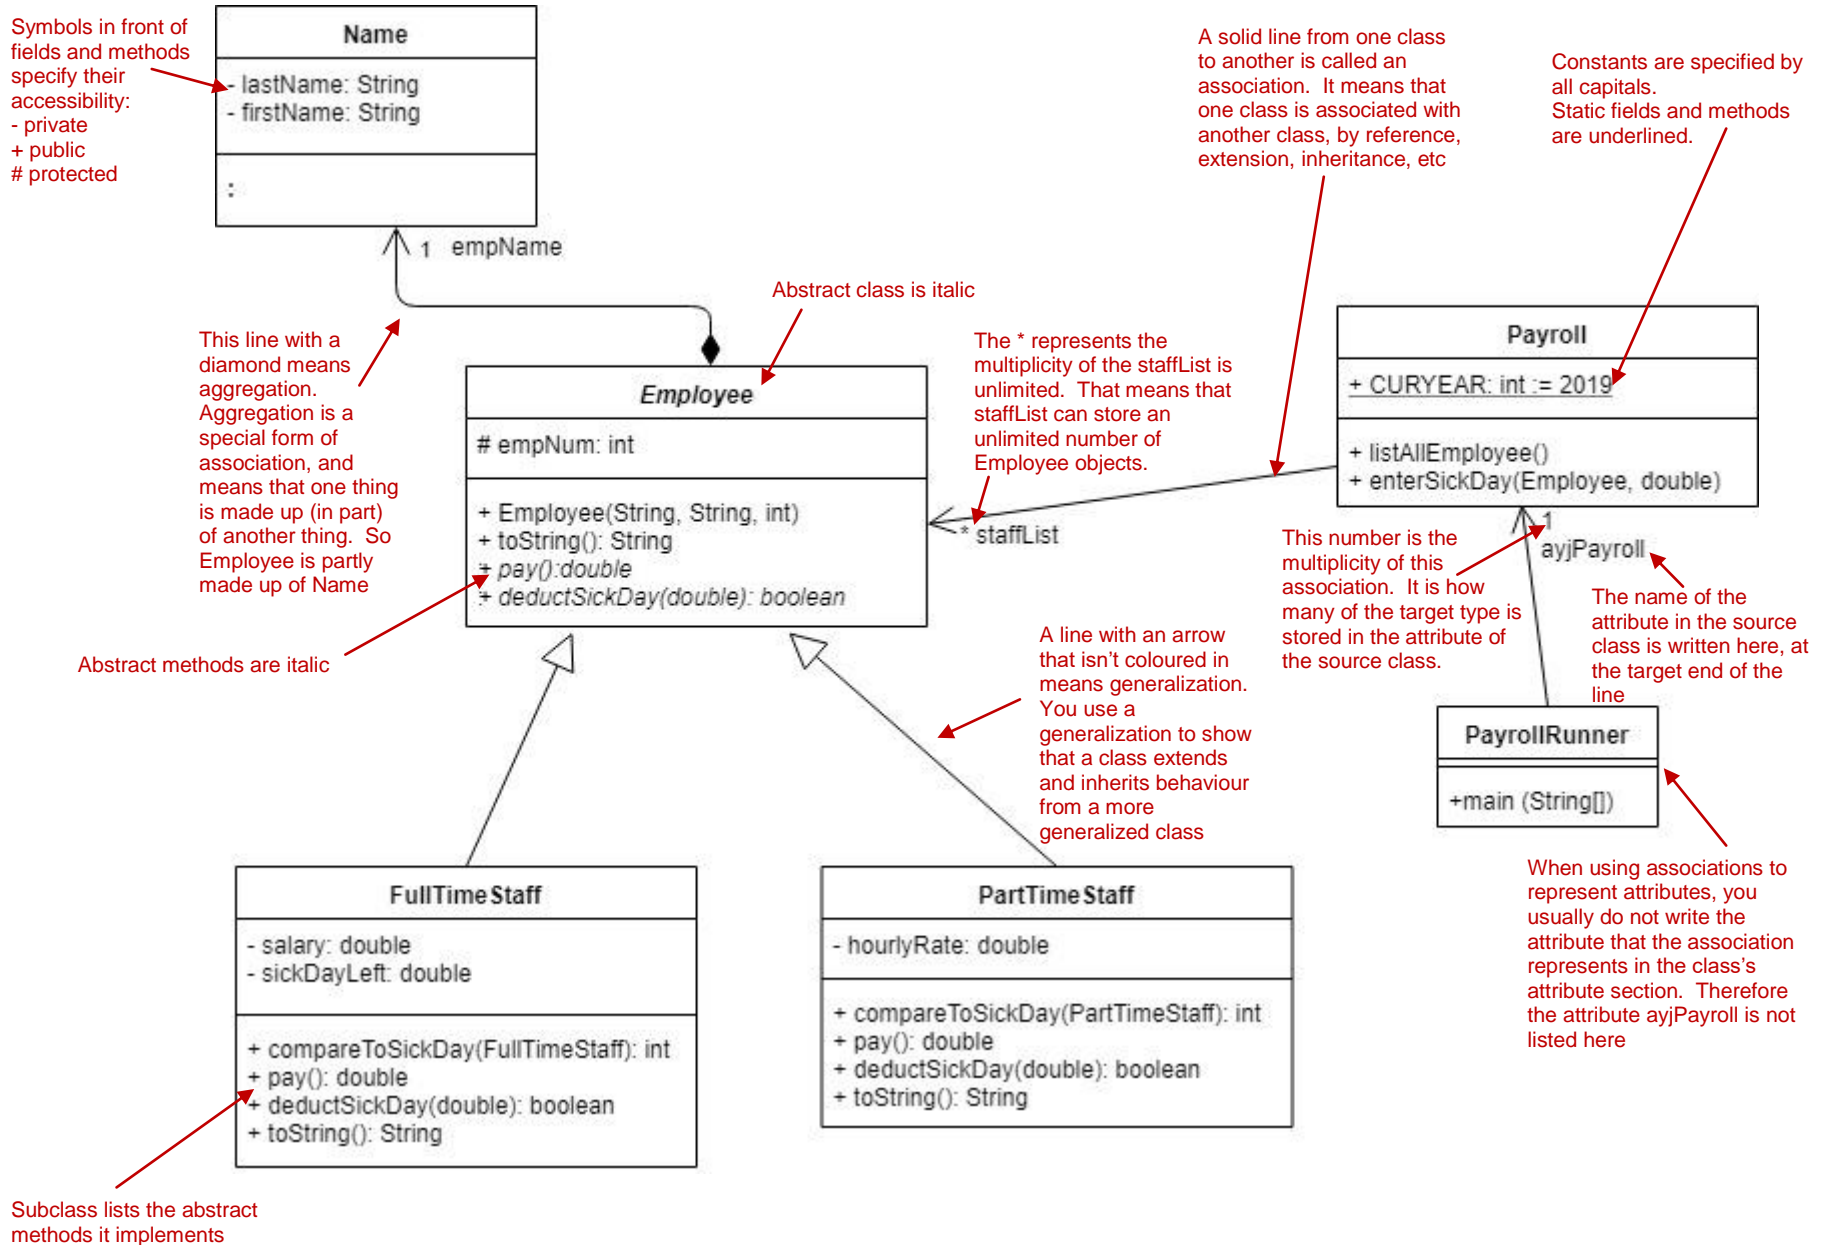 Symbols in front of
fields and methods
specify their
accessibility:
- private
+ public
# protected
Name
- lastName: String
- firstName: String
:
1 empName
A solid line from one class
to another is called an
association. It means that
one class is associated with
another class, by reference,
extension, inheritance, etc
Constants are specified by
all capitals.
Static fields and methods
are underlined.
Abstract class is italic
This line with a
diamond means
aggregation.
Aggregation is a
special form of
association, and
means that one thing
is made up (in part)
of another thing. So
Employee is partly
made up of Name
Employee
# empNum: int
+ Employee(String, String, int)
+ toString(): String
+ pay():double
+ deductSickDay(double): boolean
The * represents the
multiplicity of the staffList is
unlimited. That means that
staffList can store an
unlimited number of
Employee objects.
* staffList
Payroll
+ CURYEAR: int := 2019
+ listAllEmployee()
+ enterSickDay(Employee, double)
1
ayjPayroll
This number is the
multiplicity of this
association. It is how
many of the target type is
stored in the attribute of
the source class.
The name of the
attribute in the source
class is written here, at
the target end of the
line
Abstract methods are italic
A line with an arrow
that isn't coloured in
means generalization.
You use a
generalization to show
that a class extends
and inherits behaviour
from a more
generalized class
PayrollRunner
+main (String[])
When using associations to
represent attributes, you
usually do not write the
attribute that the association
represents in the class's
attribute section. Therefore
the attribute ayjPayroll is not
listed here
FullTimeStaff
- salary: double
- sickDayLeft: double
+ compareToSickDay(FullTimeStaff): int
+ pay(): double
+ deductSickDay(double): boolean
+ toString(): String
PartTimeStaff
- hourlyRate: double
+ compareToSickDay(PartTimeStaff): int
+ pay(): double
+ deductSickDay(double): boolean
+ toString(): String
Subclass lists the abstract
methods it implements